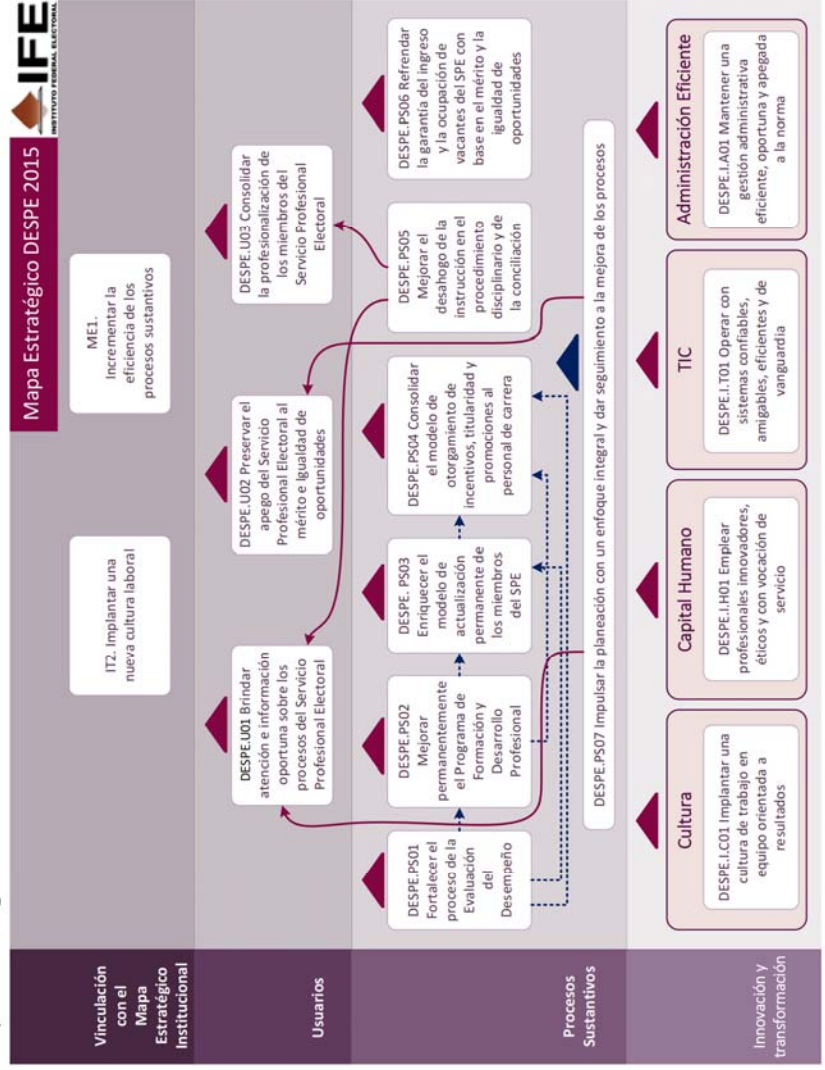 Mapa Estratégico DESPE 2015
IFE
INSTITUTO FEDERAL ELECTORAL
Vinculación
con el
Mapa
Estratégico
Institucional
IT2. Implantar una
nueva cultura laboral
ME1.
Incrementar la
eficiencia de los
procesos sustantivos
Usuarios
DESPE.U01 Brindar
atención e información
oportuna sobre los
procesos del Servicio
Profesional Electoral
DESPE.U02 Preservar el
apego del Servicio
Profesional Electoral al
mérito e Igualdad de
oportunidades
DESPE.U03 Consolidar
la profesionalización de
los miembros del
Servicio Profesional
Electoral
Procesos
Sustantivos
DESPE.PS01
Fortalecer el
proceso de la
Evaluación
del
Desempeño
DESPE.PS02
Mejorar
permanentemente
el Programa de
Formación y
Desarrollo
Profesional
DESPE. PS03
Enriquecer el
modelo de
actualización
permanente de
los miembros
del SPE
DESPE.PS04 Consolidar
el modelo de
otorgamiento de
incentivos, titularidad y
promociones al
personal de carrera
DESPE.PS05
Mejorar el
desahogo de la
instrucción en el
procedimiento
disciplinario y de
la conciliación
DESPE.PS06 Refrendar
la garantía del ingreso
y la ocupación de
vacantes del SPE con
base en el mérito y la
igualdad de
oportunidades
DESPE.PS07 Impulsar la planeación con un enfoque integral y dar seguimiento a la mejora de los procesos
Innovación y
transformación
Cultura
DESPE.I.C01 Implantar una
cultura de trabajo en
equipo orientada a
resultados
Capital Humano
DESPE.I.H01 Emplear
profesionales innovadores,
éticos y con vocación de
servicio
TIC
DESPE.I.T01 Operar con
sistemas confiables,
amigables, eficientes y de
vanguardia
Administración Eficiente
DESPE.I.A01 Mantener una
gestión administrativa
eficiente, oportuna y apegada
a la norma